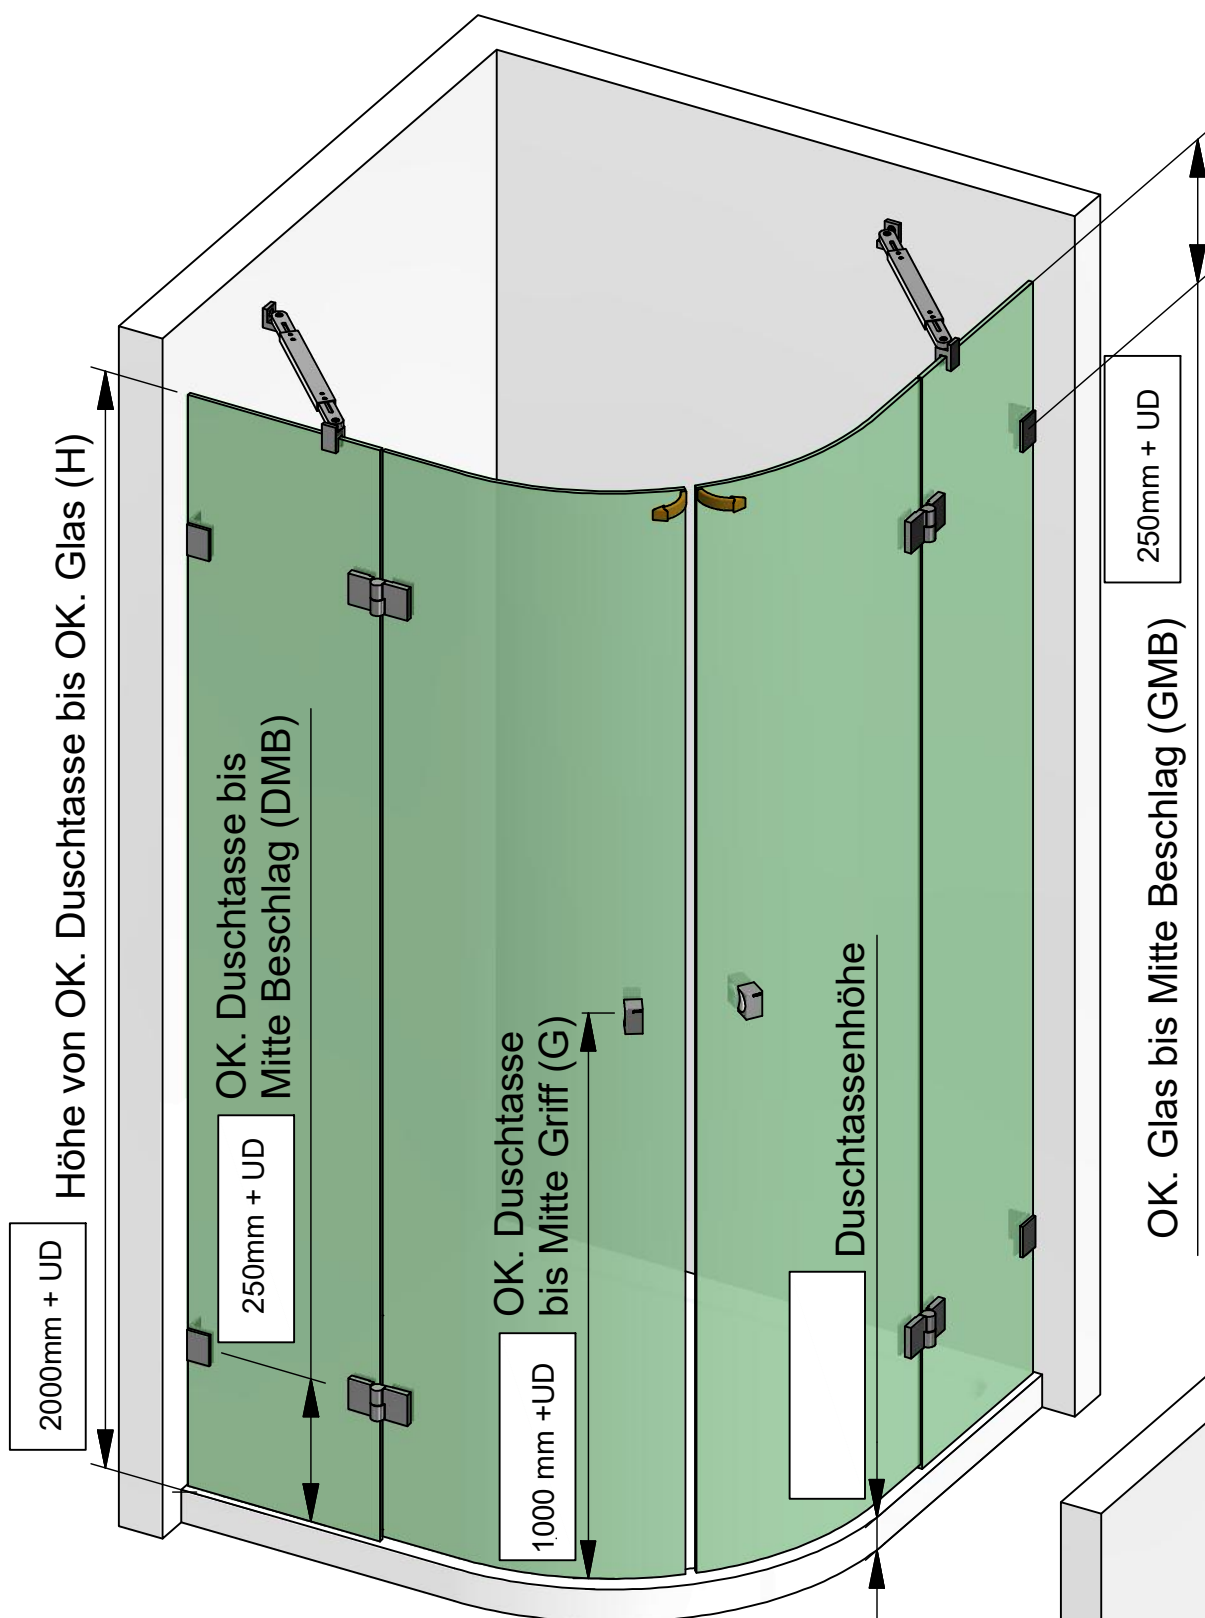 2000mm + UD
Höhe von OK. Duschtasse bis OK. Glas (H)
250mm + UD
OK. Duschtasse bis
Mitte Beschlag (DMB)
1000 mm +UD
OK. Duschtasse
bis Mitte Griff (G)
Duschtassenhöhe
250mm + UD
OK. Glas bis Mitte Beschlag (GMB)